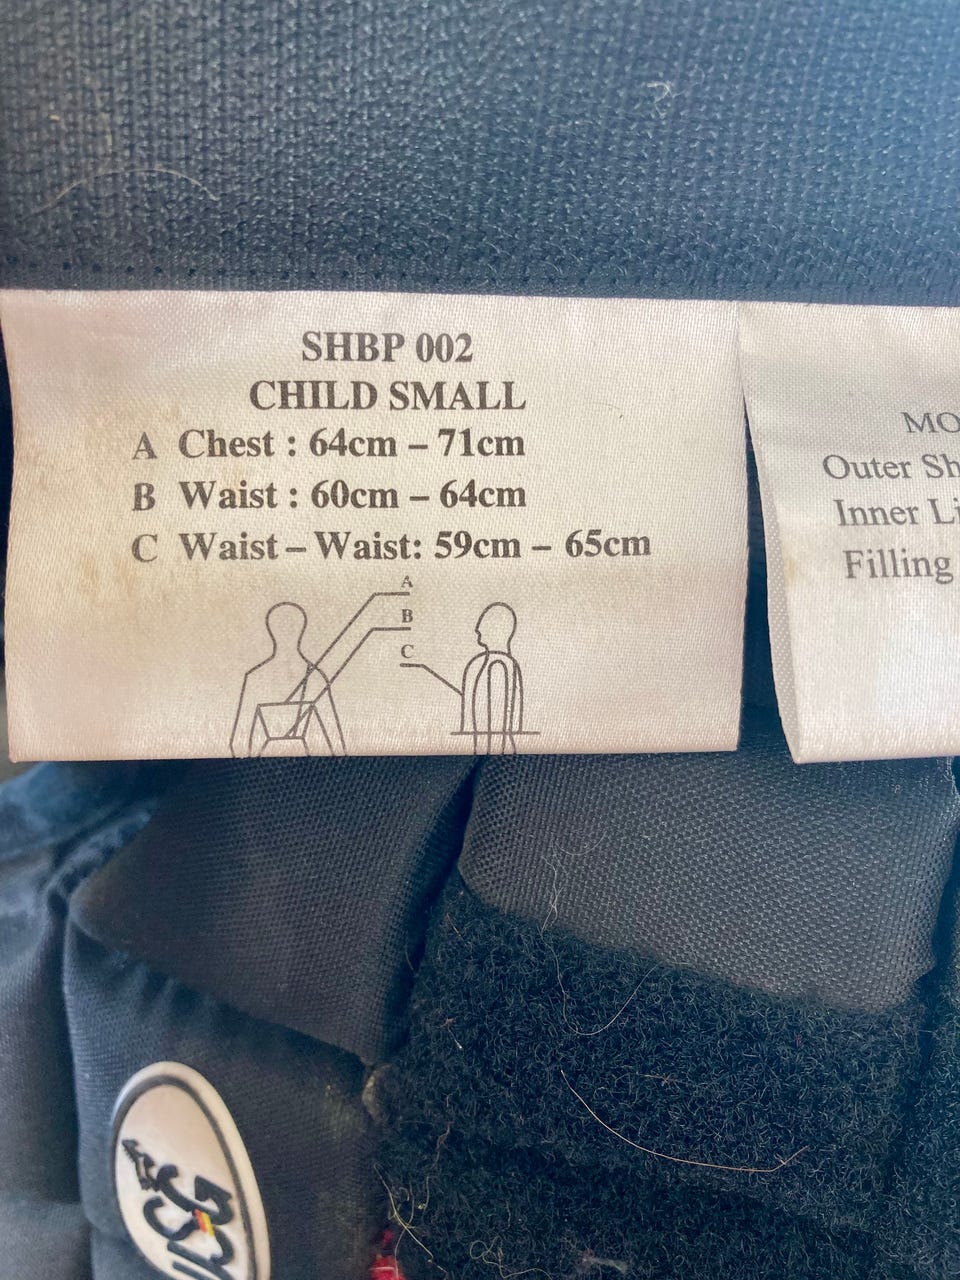 SHBP 002
CHILD SMALL
A Chest : 64cm – 71cm
B Waist : 60cm – 64cm
C Waist – Waist: 59cm – 65cm
A
B
C
MO
Outer Sh
Inner Li
Filling